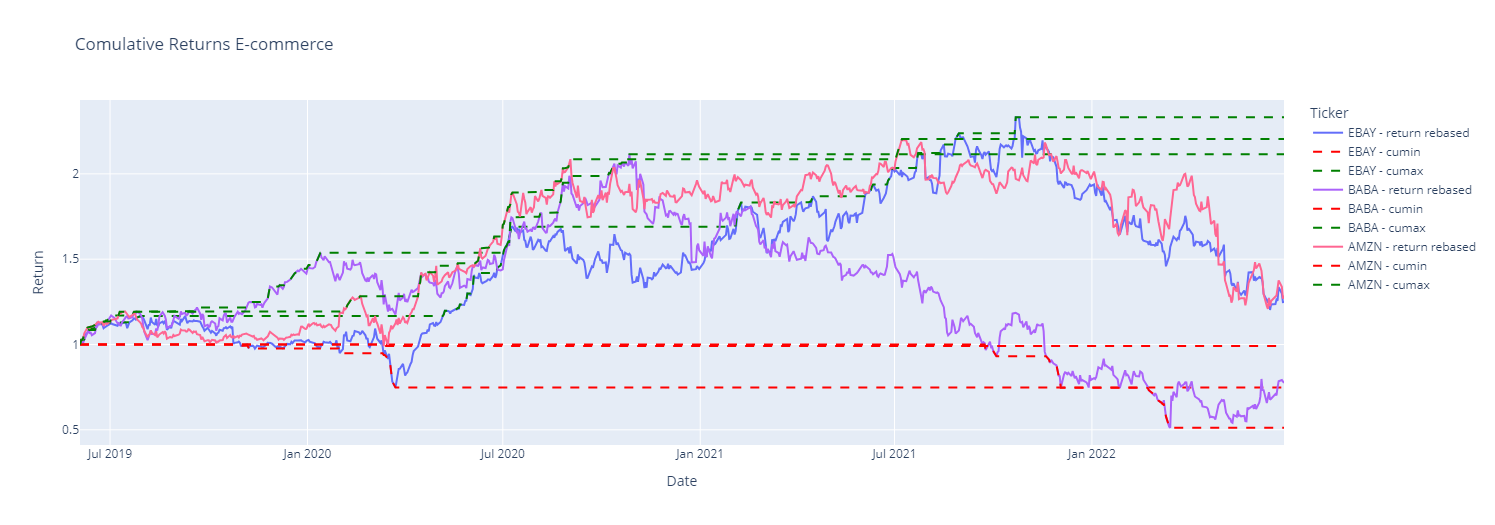 Comulative Returns E-commerce
Return
2
1.5
1
0.5
Jul 2019
Jan 2020
Jul 2020
Jan 2021
Jul 2021
Jan 2022
Date
Ticker
EBAY - return rebased
EBAY - cumin
EBAY - cumax
BABA - return rebased
BABA - cumin
BABA - cumax
AMZN - return rebased
AMZN - cumin
AMZN - cumax